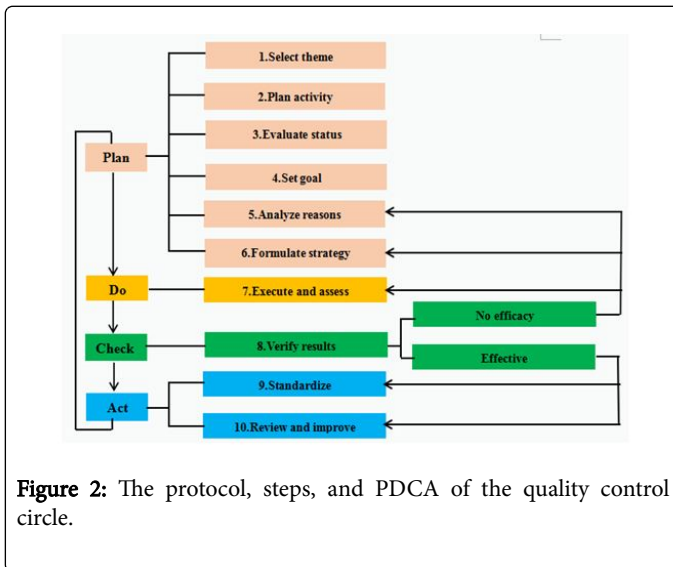 1.Select theme
2.Plan activity
3.Evaluate status
Plan
4.Set goal
5.Analyze reasons
6.Formulate strategy
Do
7.Execute and assess
No efficacy
Check
8.Verify results
Effective
9.Standardize
Act
10.Review and improve
Figure 2: The protocol, steps, and PDCA of the quality control
circle.